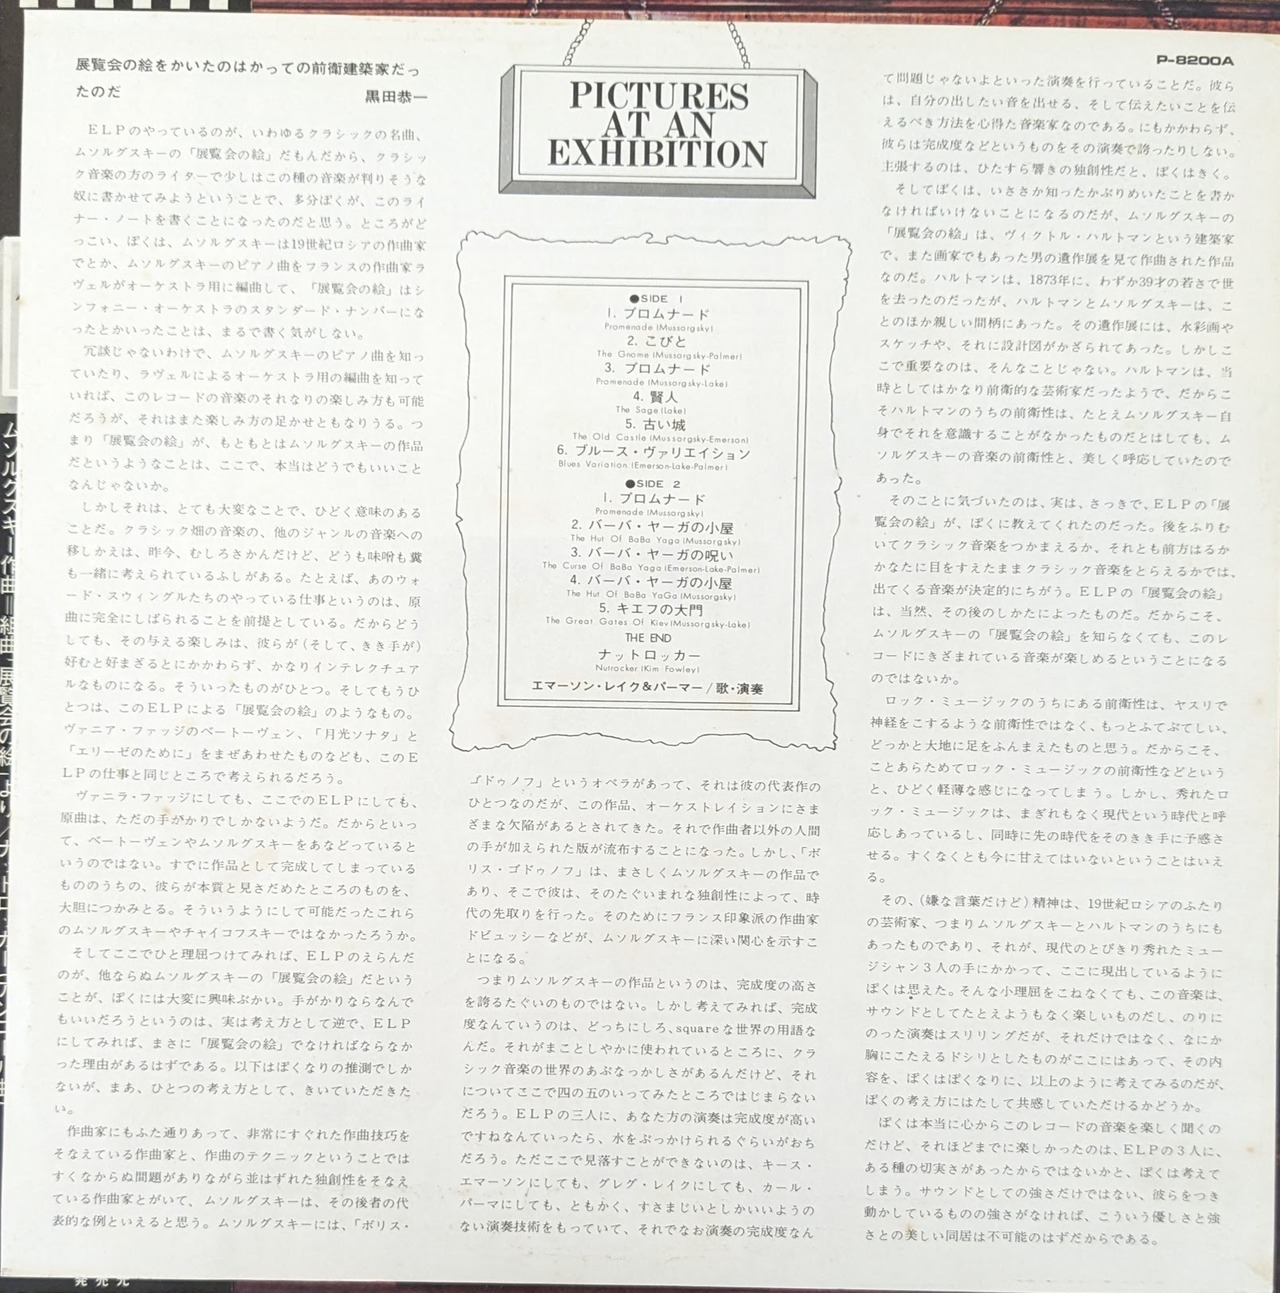 P-8200A
展覧会の絵をかいたのはかっての前衛建築家だっ
たのだ 黒田恭一
ELPのやっているのが、いわゆるクラシックの名曲、
ムソルグスキーの「展覧会の絵」だもんだから、クラシッ
ク音楽の方のライターで少しはこの種の音楽が判りそうな
奴に書かせてみようということで、多分ぼくが、このライ
ナー・ノートを書くことになったのだと思う。ところがど
っこい、ぼくは、ムソルグスキーは19世紀ロシアの作曲家
でとか、ムソルグスキーのピアノ曲をフランスの作曲家ラ
ヴェルがオーケストラ用に編曲して、「展覧会の絵」はシ
ンフォニー・オーケストラのスタンダード・ナンバーにな
ったとかいったことは、まるで書く気がしない。
冗談じゃないわけで、ムソルグスキーのピアノ曲を知っ
ていたり、ラヴェルによるオーケストラ用の編曲を知って
いれば、このレコードの音楽のそれなりの楽しみ方も可能
だろうが、それはまた楽しみ方の足かせともなりうる。つ
まり「展覧会の絵」が、もともとはムソルグスキーの作品
だというようなことは、ここで、本当はどうでもいいこと
なんじゃないか。
しかしそれは、とても大変なことで、ひどく意味のある
ことだ。クラシック畑の音楽の、他のジャンルの音楽への
移しかえは、昨今、むしろさかんだけど、どうも味噌も糞
も一緒に考えられているふしがある。たとえば、あのウォ
ード・スウィングルたちのやっている仕事というのは、原
曲に完全にしばられることを前提としている。だからどう
しても、その与える楽しみは、彼らが(そして、きき手が)
好むと好まざるとにかかわらず、かなりインテレクチュア
ルなものになる。そういったものがひとつ。そしてもうひ
とつは、このELPによる「展覧会の絵」のようなもの。
ヴァニア・ファッジのベートーヴェン、「月光ソナタ」と
「エリーゼのために」をまぜあわせたものなども、このE
LPの仕事と同じところで考えられるだろう。
ヴァニラ・ファッジにしても、ここでのELPにしても、
原曲は、ただの手がかりでしかないようだ。だからといっ
て、ベートーヴェンやムソルグスキーをあなどっていると
いうのではない。すでに作品として完成してしまっている
もののうちの、彼らが本質と見さだめたところのものを、
大胆につかみとる。そういうようにして可能だったこれら
のムソルグスキーやチャイコフスキーではなかったろうか。
そしてここでひと理屈つけてみれば、ELPのえらんだ
のが、他ならぬムソルグスキーの「展覧会の絵」だという
ことが、ぼくには大変に興味ぶかい。手がかりならなんで
もいいだろうというのは、実は考え方として逆で、ELP
にしてみれば、まさに「展覧会の絵」でなければならなか
った理由があるはずである。以下はぼくなりの推測でしか
ないが、まあ、ひとつの考え方として、きいていただきた
い。
作曲家にもふた通りあって、非常にすぐれた作曲技巧を
そなえている作曲家と、作曲のテクニックということでは
すくなからぬ問題がありながら並はずれた独創性をそなえ
ている作曲家とがいて、ムソルグスキーは、その後者の代
表的な例といえると思う。ムソルグスキーには、「ボリス・
PICTURES
AT AN
EXHIBITION
●SIDE 1
1. プロムナード
Promenade (Mussorgsky)
2. こびと
The Gnome (Mussorgsky-Palmer)
3. プロムナード
Promenade (Mussorgsky-Lake)
4. 賢人
The Sage (Lake)
5. 古い城
The Old Castle (Mussorgsky-Emerson)
6. ブルース・ヴァリエイション
Blues Variation (Emerson-Lake-Palmer)
●SIDE 2
1. プロムナード
Promenade (Mussorgsky)
2. バーバ・ヤーガの小屋
The Hut Of BaBa Yaga (Mussorgsky)
3. バーバ・ヤーガの呪い
The Curse Of BaBa Yaga (Emerson-Lake-Palmer)
4. バーバ・ヤーガの小屋
The Hut Of BaBa YaGa (Mussorgsky)
5. キエフの大門
The Great Gates Of Kiev (Mussorgsky-Lake)
THE END
ナットロッカー
Nutrocker (Kim Fowley)
エマーソン・レイク&パーマー/歌・演奏
ゴドゥノフ」というオペラがあって、それは彼の代表作の
ひとつなのだが、この作品、オーケストレイションにさま
ざまな欠陥があるとされてきた。それで作曲者以外の人間
の手が加えられた版が流布することになった。しかし、「ボ
リス・ゴドゥノフ」は、まさしくムソルグスキーの作品で
あり、そこで彼は、そのたぐいまれな独創性によって、時
代の先取りを行った。そのためにフランス印象派の作曲家
ドビュッシーなどが、ムソルグスキーに深い関心を示すこ
とになる。
つまりムソルグスキーの作品というのは、完成度の高さ
を誇るたぐいのものではない。しかし考えてみれば、完成
度なんていうのは、どっちにしろ、squareな世界の用語な
んだ。それがまことしやかに使われているところに、クラ
シック音楽の世界のあぶなっかしさがあるんだけど、それ
についてここで四の五のいってみたところではじまらない
だろう。ELPの三人に、あなた方の演奏は完成度が高い
ですねなんていったら、水をぶっかけられるぐらいがおち
だろう。ただここで見落すことができないのは、キース・
エマーソンにしても、グレグ・レイクにしても、カール・
パーマにしても、ともかく、すさまじいとしかいいようの
ない演奏技術をもっていて、それでなお演奏の完成度なん
て問題じゃないよといった演奏を行っていることだ。彼ら
は、自分の出したい音を出せる、そして伝えたいことを伝
えるべき方法を心得た音楽家なのである。にもかかわらず、
彼らは完成度などというものをその演奏で誇ったりしない。
主張するのは、ひたすら響きの独創性だと、ぼくはきく。
そしてぼくは、いささか知ったかぶりめいたことを書か
なければいけないことになるのだが、ムソルグスキーの
「展覧会の絵」は、ヴィクトル・ハルトマンという建築家
で、また画家でもあった男の遺作展を見て作曲された作品
なのだ。ハルトマンは、1873年に、わずか39才の若さで世
を去ったのだったが、ハルトマンとムソルグスキーは、こ
とのほか親しい間柄にあった。その遺作展には、水彩画や
スケッチや、それに設計図がかざられてあった。しかしこ
こで重要なのは、そんなことじゃない。ハルトマンは、当
時としてはかなり前衛的な芸術家だったようで、だからこ
そハルトマンのうちの前衛性は、たとえムソルグスキー自
身でそれを意識することがなかったものだとはしても、ム
ソルグスキーの音楽の前衛性と、美しく呼応していたので
あった。
そのことに気づいたのは、実は、さっきで、ELPの「展
覧会の絵」が、ぼくに教えてくれたのだった。後をふりむ
いてクラシック音楽をつかまえるか、それとも前方はるか
かなたに目をすえたままクラシック音楽をとらえるかでは、
出てくる音楽が決定的にちがう。ELPの「展覧会の絵」
は、当然、その後のしかたによったものだ。だからこそ、
ムソルグスキーの「展覧会の絵」を知らなくても、このレ
コードにきざまれている音楽が楽しめるということになる
のではないか。
ロック・ミュージックのうちにある前衛性は、ヤスリで
神経をこするような前衛性ではなく、もっとふてぶてしい、
どっかと大地に足をふんまえたものと思う。だからこそ、
ことあらためてロック・ミュージックの前衛性などという
と、ひどく軽薄な感じになってしまう。しかし、秀れたロ
ック・ミュージックは、まぎれもなく現代という時代と呼
応しあっているし、同時に先の時代をそのきき手に予感さ
せる。すくなくとも今に甘えてはいないということはいえ
る。
その、(嫌な言葉だけど)精神は、19世紀ロシアのふたり
の芸術家、つまりムソルグスキーとハルトマンのうちにも
あったものであり、それが、現代のとびきり秀れたミュー
ジシャン3人の手にかかって、ここに現出しているように
ぼくは思えた。そんな小理屈をこねなくても、この音楽は、
サウンドとしてたとえようもなく楽しいものだし、のりに
のった演奏はスリリングだが、それだけではなく、なにか
胸にこたえるドシリとしたものがここにはあって、その内
容を、ぼくはぼくなりに、以上のように考えてみるのだが、
ぼくの考え方にはたして共感していただけるかどうか。
ぼくは本当に心からこのレコードの音楽を楽しく聞くの
だけど、それほどまでに楽しかったのは、ELPの3人に、
ある種の切実さがあったからではないかと、ぼくは考えて
しまう。サウンドとしての強さだけではない、彼らをつき
動かしているものの強さがなければ、こういう優しさと強
さとの美しい同居は不可能のはずだからである。